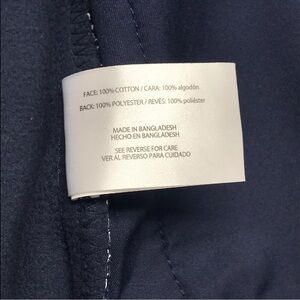 FACE: 100% COTTON / CARA: 100% algodón
BACK: 100% POLYESTER / REVÉS: 100% poliéster
MADE IN BANGLADESH
HECHO EN BANGLADESH
SEE REVERSE FOR CARE
VER AL REVERSO PARA CUIDADO